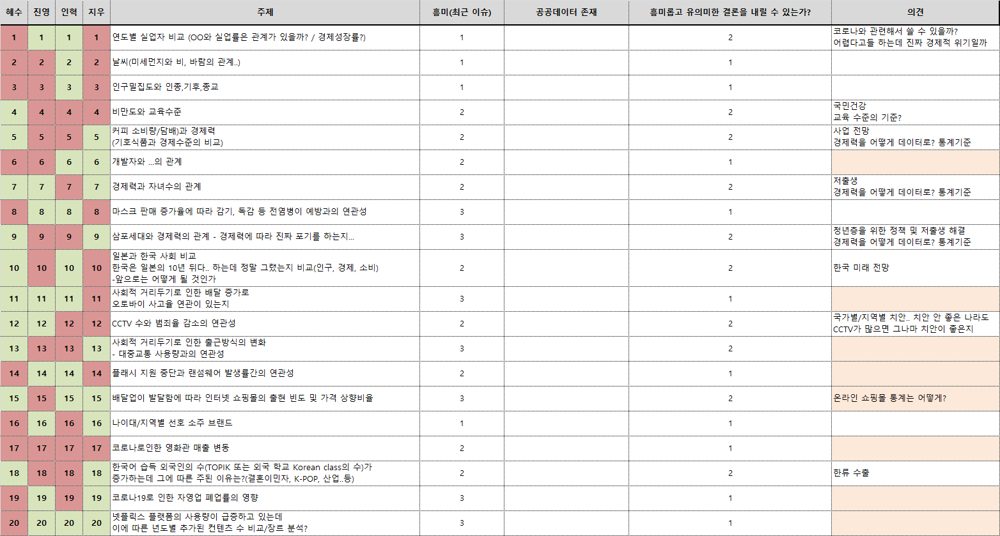 혜수 진영 인혁 지우 주제 흥미(최근 이슈) 공공데이터 존재 흥미롭고 유의미한 결론을 내릴 수 있는가? 의견
1 1 1 1 연도별 실업자 비교 (OO와 실업률은 관계가 있을까? / 경제성장률?) 1 2 코로나와 관련해서 쓸 수 있을까?
어렵다고들 하는데 진짜 경제적 위기일까
2 2 2 2 날씨(미세먼지와 비, 바람의 관계..) 1 1
3 3 3 3 인구밀집도와 인종,기후,종교 1 1
4 4 4 4 비만도와 교육수준 2 2 국민건강
교육 수준의 기준?
5 5 5 5 커피 소비량/담배)과 경제력
(기호식품과 경제수준의 비교) 2 2 사업 전망
경제력을 어떻게 데이터로? 통계기준
6 6 6 6 개발자와 ...의 관계 2 1
7 7 7 7 경제력과 자녀수의 관계 2 2 저출생
경제력을 어떻게 데이터로? 통계기준
8 8 8 8 마스크 판매 증가율에 따라 감기, 독감 등 전염병이 예방과의 연관성 3 1
9 9 9 9 삼포세대와 경제력의 관계 - 경제력에 따라 진짜 포기를 하는지... 3 2 청년층을 위한 정책 및 저출생 해결
경제력을 어떻게 데이터로? 통계기준
10 10 10 10 일본과 한국 사회 비교
한국은 일본의 10년 뒤다.. 하는데 정말 그랬는지 비교(인구, 경제, 소비) 2 2 한국 미래 전망
-앞으로는 어떻게 될 것인가
11 11 11 11 사회적 거리두기로 인한 배달 증가로
오토바이 사고율 연관이 있는지 3 1
12 12 12 12 CCTV 수와 범죄율 감소의 연관성 2 2 국가별/지역별 치안.. 치안 안 좋은 나라도
CCTV가 많으면 그나마 치안이 좋은지
13 13 13 13 사회적 거리두기로 인한 출근방식의 변화
- 대중교통 사용량과의 연관성 3 2
14 14 14 14 플래시 지원 중단과 랜섬웨어 발생률간의 연관성 2 1
15 15 15 15 배달업이 발달함에 따라 인터넷 쇼핑몰의 출현 빈도 및 가격 상향비율 3 2 온라인 쇼핑몰 통계는 어떻게?
16 16 16 16 나이대/지역별 선호 소주 브랜드 1 1
17 17 17 17 코로나로인한 영화관 매출 변동 2 1
18 18 18 18 한국어 습득 외국인의 수(TOPIK 또는 외국 학교 Korean class의 수)가
증가하는데 그에 따른 주된 이유는?(결혼이민자, K-POP, 산업..등) 2 2 한류 수출
19 19 19 19 코로나19로 인한 자영업 폐업률의 영향 3 1
20 20 20 20 넷플릭스 플랫폼의 사용량이 급증하고 있는데
이에 따른 년도별 추가된 컨텐츠 수 비교/장르 분석? 3 1